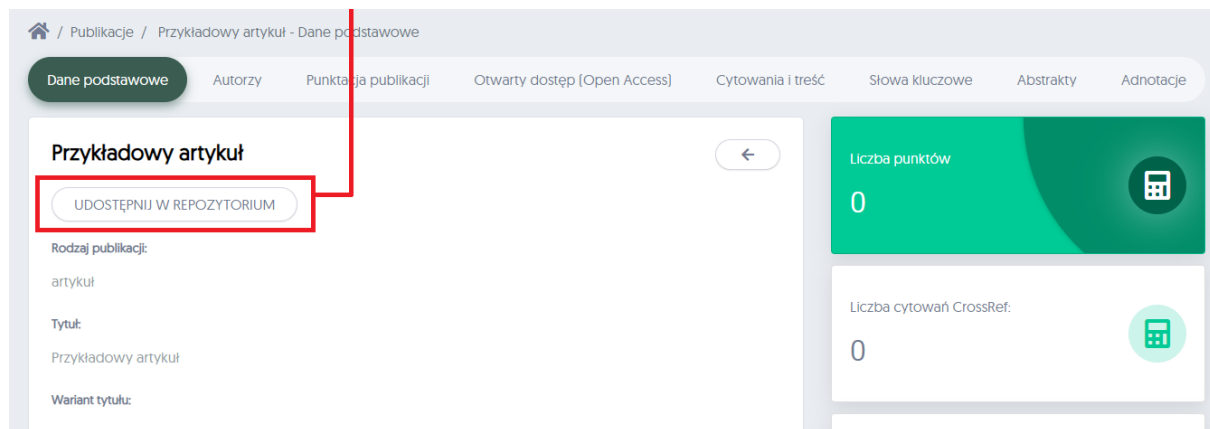 / Publikacje / Przykładowy artykuł - Dane podstawowe
Dane podstawowe Autorzy Punktacja publikacji Otwarty dostęp (Open Access) Cytowania i treść Słowa kluczowe Abstrakty Adnotacje
Przykładowy artykuł
UDOSTĘPNIJ W REPOZYTORIUM
Rodzaj publikacji:
artykuł
Tytuł:
Przykładowy artykuł
Wariant tytułu:
Liczba punktów
0
Liczba cytowań CrossRef:
0